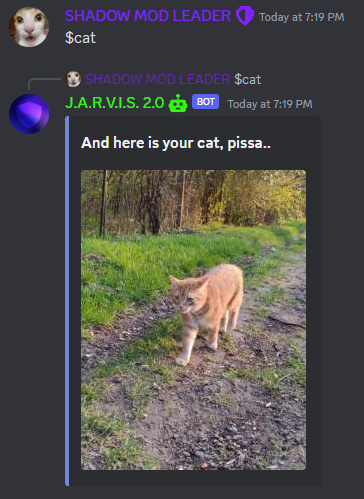 SHADOW MOD LEADER Today at 7:19 PM
$cat
SHADOW MOD LEADER $cat
J.A.R.V.I.S. 2.0 BOT Today at 7:19 PM
And here is your cat, pissa..